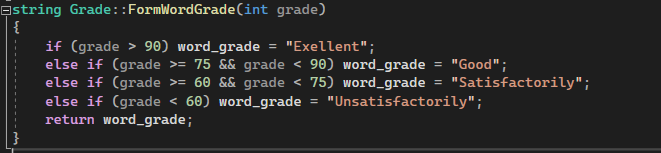 string Grade::FormWordGrade(int grade)
{
if (grade > 90) word_grade = "Exellent";
else if (grade >= 75 && grade < 90) word_grade = "Good";
else if (grade >= 60 && grade < 75) word_grade = "Satisfactorily";
else if (grade < 60) word_grade = "Unsatisfactorily";
return word_grade;
}